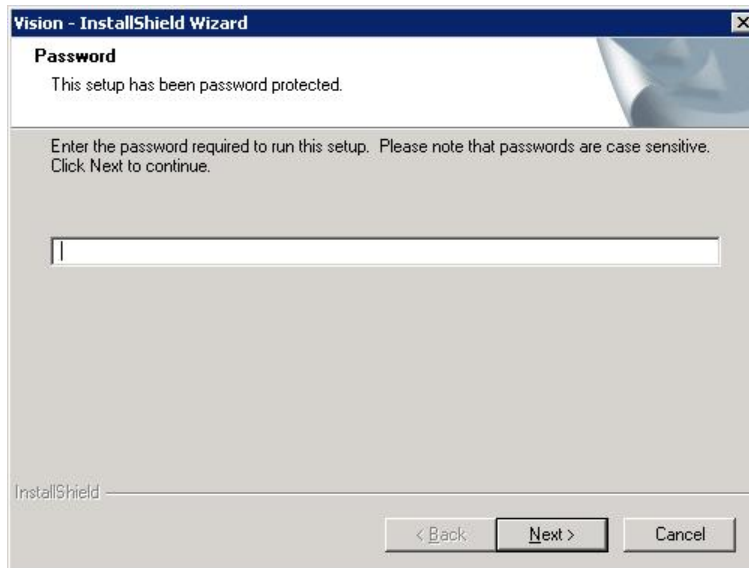 Vision - InstallShield Wizard
Password
This setup has been password protected.
Enter the password required to run this setup.  Please note that passwords are case sensitive.
Click Next to continue.
InstallShield
< Back
Next >
Cancel